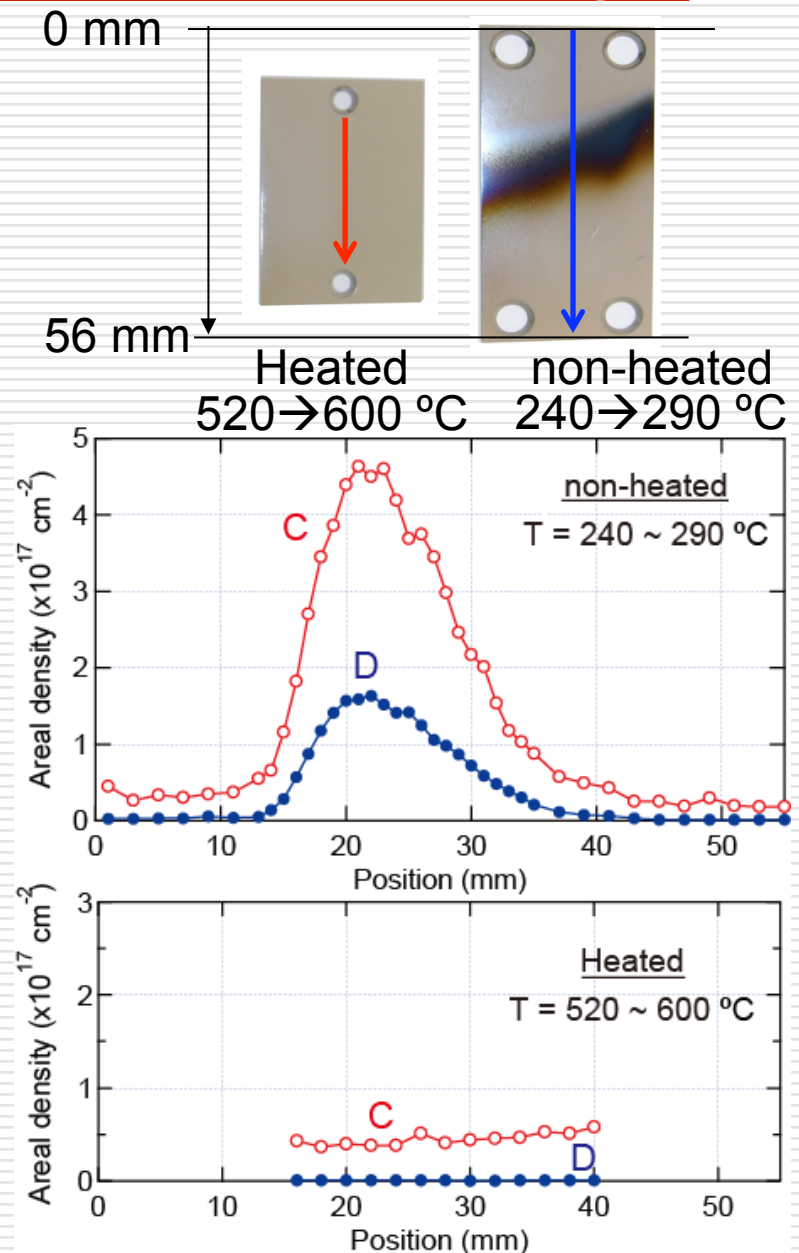 0 mm
56 mm
Heated
520→600 ºC
non-heated
240→290 ºC
5
4
3
2
1
0
Areal density (x10^17 cm^-2)
non-heated
T = 240 ~ 290 ºC
C
D
0 10 20 30 40 50
Position (mm)
3
2
1
0
Areal density (x10^17 cm^-2)
Heated
T = 520 ~ 600 ºC
C
D
0 10 20 30 40 50
Position (mm)